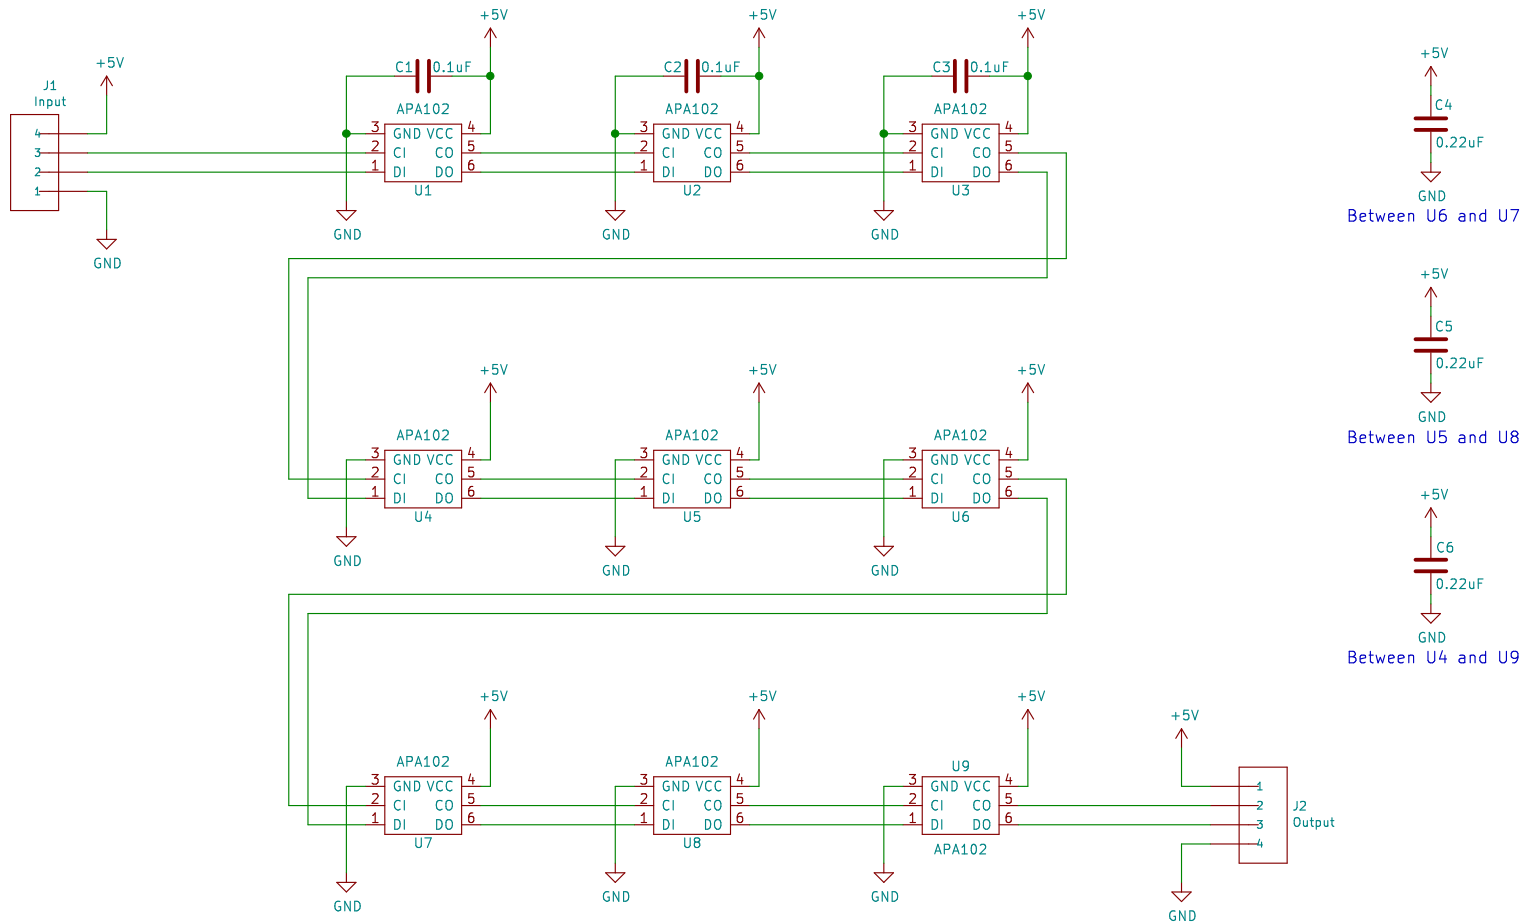 +5V
+5V
+5V
+5V
J1
Input
4
3
2
1
GND
C1 0.1uF
APA102
3 GND VCC 4
2 CI CO 5
1 DI DO 6
U1
GND
C2 0.1uF
APA102
3 GND VCC 4
2 CI CO 5
1 DI DO 6
U2
GND
C3 0.1uF
APA102
3 GND VCC 4
2 CI CO 5
1 DI DO 6
U3
GND
+5V
C4
0.22uF
GND
Between U6 and U7
+5V
C5
0.22uF
GND
Between U5 and U8
+5V
APA102
3 GND VCC 4
2 CI CO 5
1 DI DO 6
U4
GND
+5V
APA102
3 GND VCC 4
2 CI CO 5
1 DI DO 6
U5
GND
+5V
APA102
3 GND VCC 4
2 CI CO 5
1 DI DO 6
U6
GND
+5V
C6
0.22uF
GND
Between U4 and U9
+5V
APA102
3 GND VCC 4
2 CI CO 5
1 DI DO 6
U7
GND
+5V
APA102
3 GND VCC 4
2 CI CO 5
1 DI DO 6
U8
GND
+5V
U9
3 GND VCC 4
2 CI CO 5
1 DI DO 6
APA102
GND
+5V
1
2
3
4
J2
Output
GND